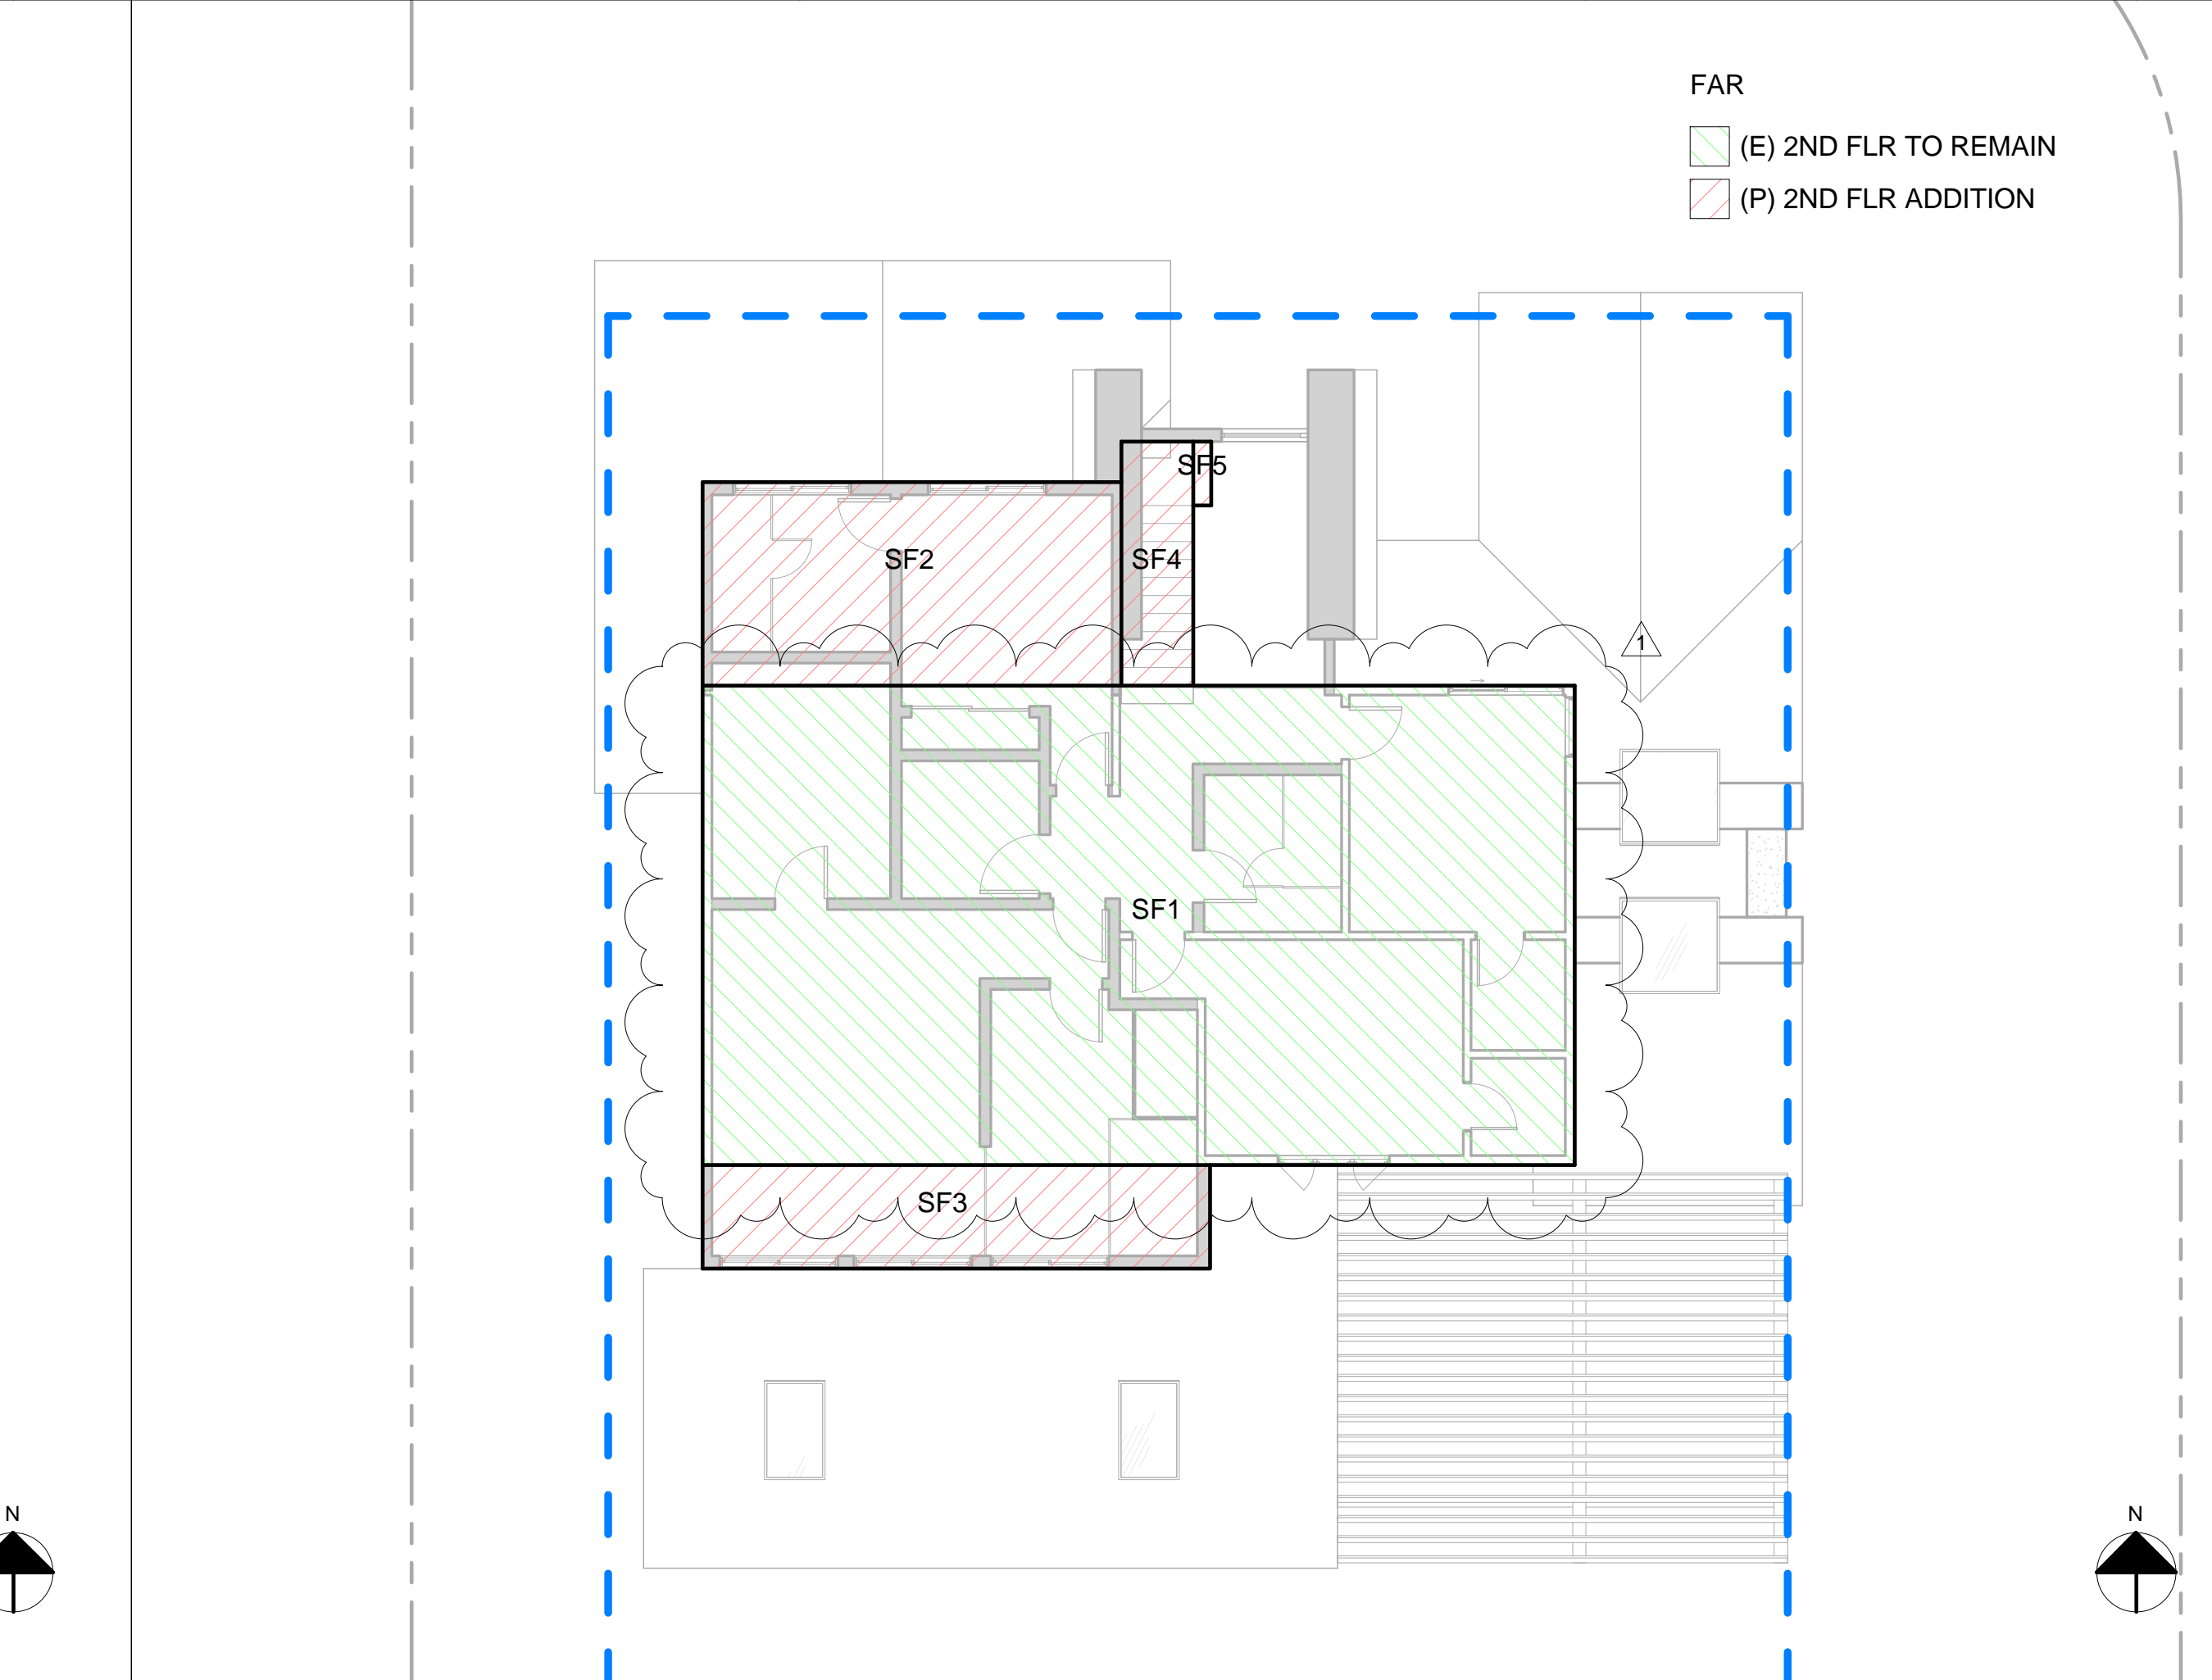 FAR
(E) 2ND FLR TO REMAIN
(P) 2ND FLR ADDITION
SF5
SF2
SF4
1
SF1
SF3
N
N